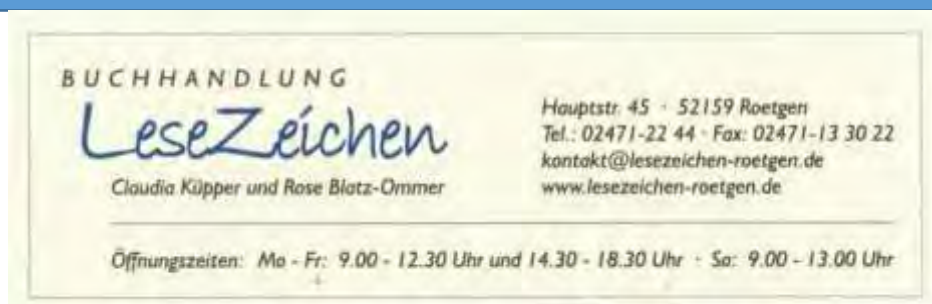 BUCHHANDLUNG
LeseZeichen
Claudia Küpper und Rose Blatz-Ommer
Hauptstr. 45 · 52159 Roetgen
Tel.: 02471-22 44 · Fax: 02471-13 30 22
kontakt@lesezeichen-roetgen.de
www.lesezeichen-roetgen.de
Öffnungszeiten: Mo - Fr: 9.00 - 12.30 Uhr und 14.30 - 18.30 Uhr · Sa: 9.00 - 13.00 Uhr